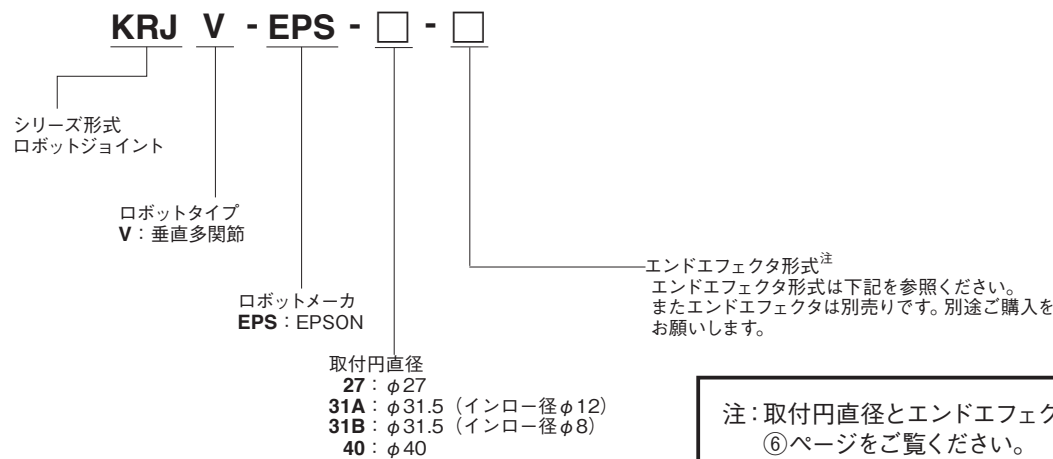 KRJ V - EPS - □ - □
シリーズ形式
ロボットジョイント
ロボットタイプ
V：垂直多関節
ロボットメーカ
EPS：EPSON
取付円直径
27：φ27
31A：φ31.5（インロー径φ12）
31B：φ31.5（インロー径φ8）
40：φ40
エンドエフェクタ形式注
エンドエフェクタ形式は下記を参照ください。
またエンドエフェクタは別売りです。別途ご購入を
お願いします。
注：取付円直径とエンドエフェク
⑥ページをご覧ください。